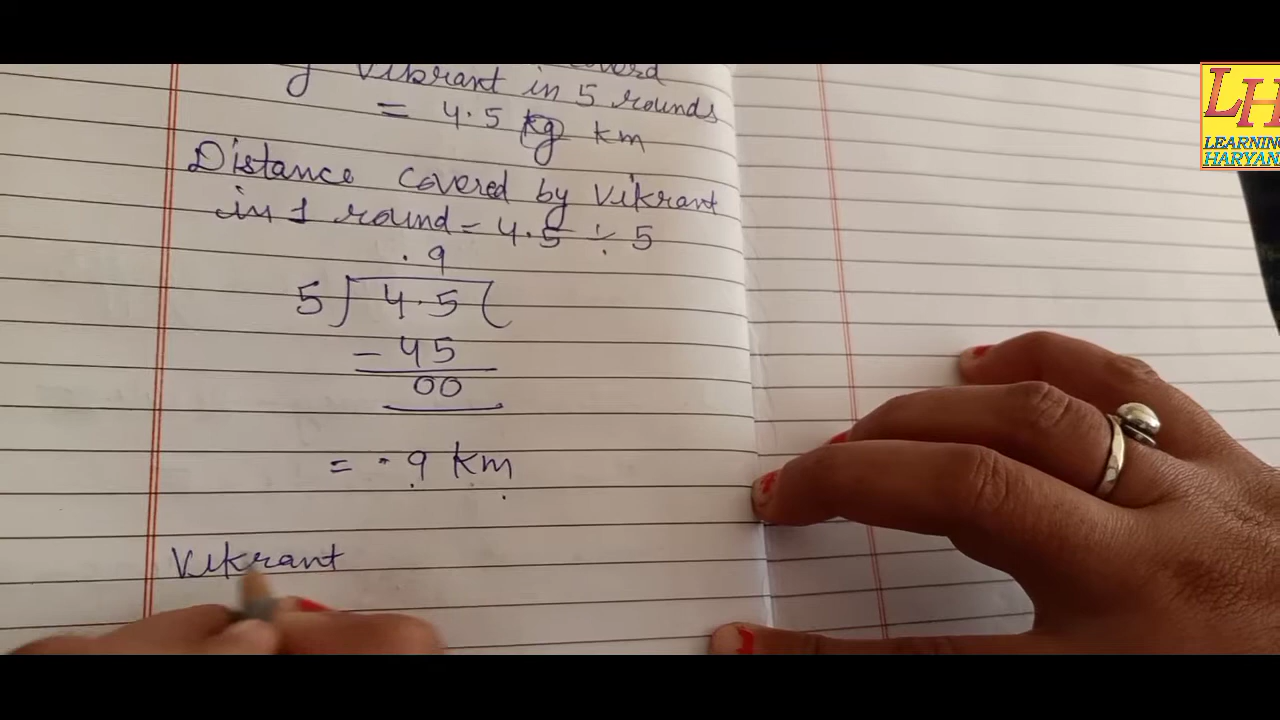 Vikrant in 5 rounds
= 4.5 kg km
Distance covered by Vikrant
in 1 round = 4.5 ÷ 5
.9
5 ) 4.5 (
- 45
00
= .9 km
Vikrant
LH
LEARNING
HARYAN